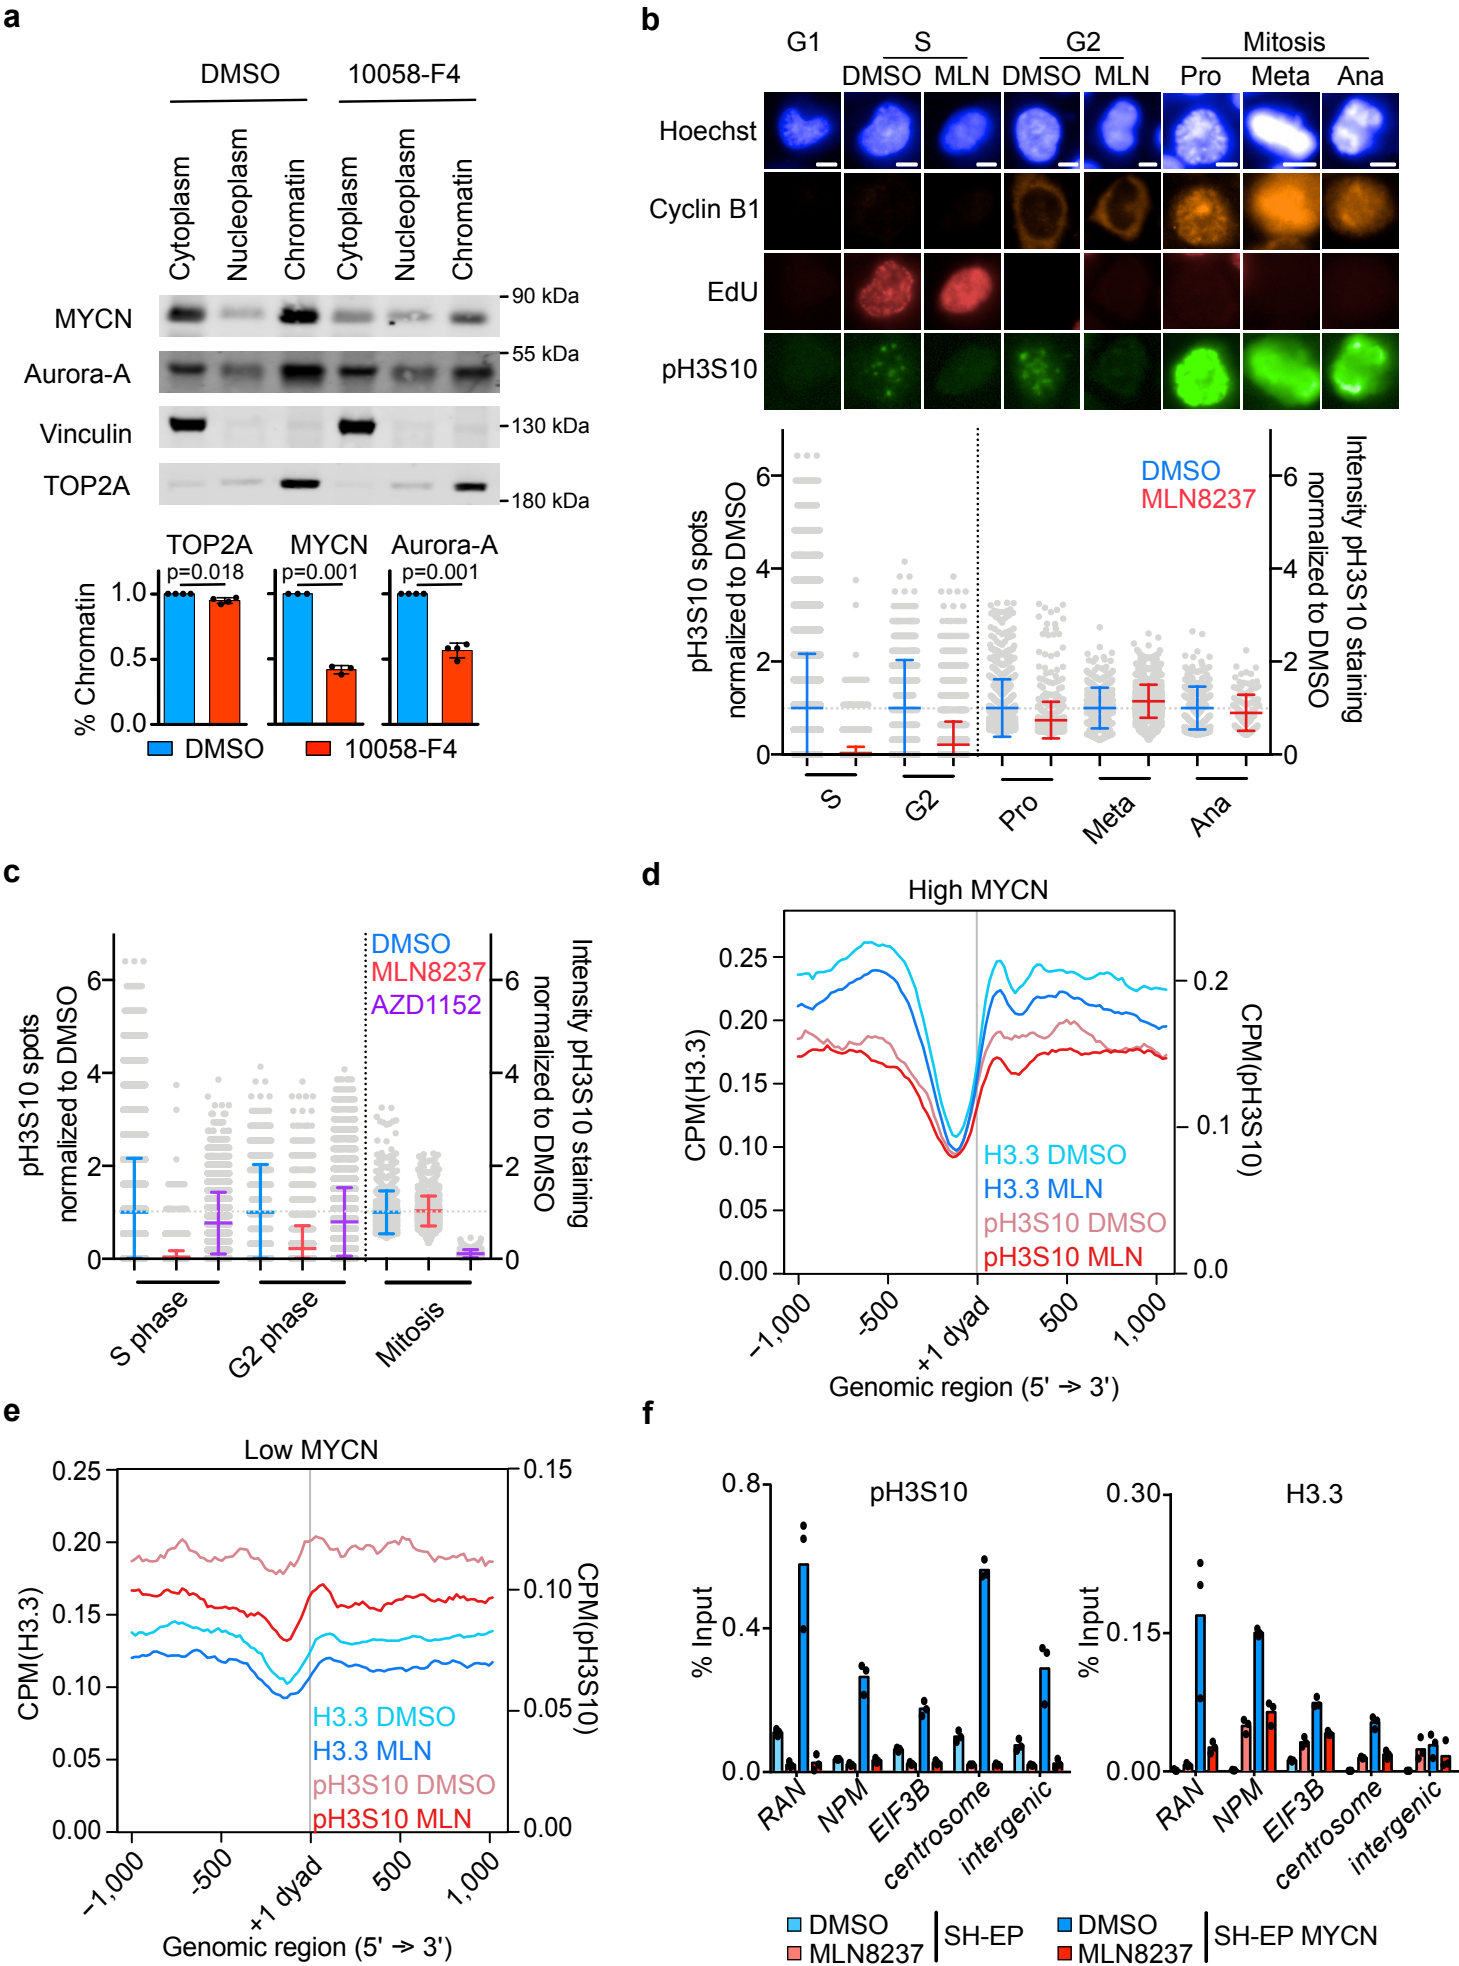 a
DMSO 10058-F4
Cytoplasm Nucleoplasm Chromatin Cytoplasm Nucleoplasm Chromatin
MYCN 90 kDa
Aurora-A 55 kDa
Vinculin 130 kDa
TOP2A 180 kDa
TOP2A MYCN Aurora-A
p=0.018 p=0.001 p=0.001
% Chromatin
1.0
0.5
0.0
DMSO 10058-F4
b
G1 S G2 Mitosis
DMSO MLN DMSO MLN Pro Meta Ana
Hoechst
Cyclin B1
EdU
pH3S10
pH3S10 spots
normalized to DMSO
Intensity pH3S10 staining
normalized to DMSO
DMSO
MLN8237
6 6
4 4
2 2
0 0
S G2 Pro Meta Ana
c
pH3S10 spots
normalized to DMSO
Intensity pH3S10 staining
normalized to DMSO
DMSO
MLN8237
AZD1152
6 6
4 4
2 2
0 0
S phase G2 phase Mitosis
d
High MYCN
CPM(H3.3)
CPM(pH3S10)
0.25
0.20
0.15
0.10
0.05
0.00
0.2
0.1
0.0
H3.3 DMSO
H3.3 MLN
pH3S10 DMSO
pH3S10 MLN
−1,000 -500 +1 dyad 500 1,000
Genomic region (5' → 3')
e
Low MYCN
CPM(H3.3)
CPM(pH3S10)
0.25
0.20
0.15
0.10
0.05
0.00
0.15
0.10
0.05
0.00
H3.3 DMSO
H3.3 MLN
pH3S10 DMSO
pH3S10 MLN
−1,000 -500 +1 dyad 500 1,000
Genomic region (5' → 3')
f
pH3S10
% Input
0.8
0.4
0.0
RAN NPM EIF3B centrosome intergenic
H3.3
% Input
0.30
0.15
0.00
RAN NPM EIF3B centrosome intergenic
DMSO
MLN8237
SH-EP
DMSO
MLN8237
SH-EP MYCN